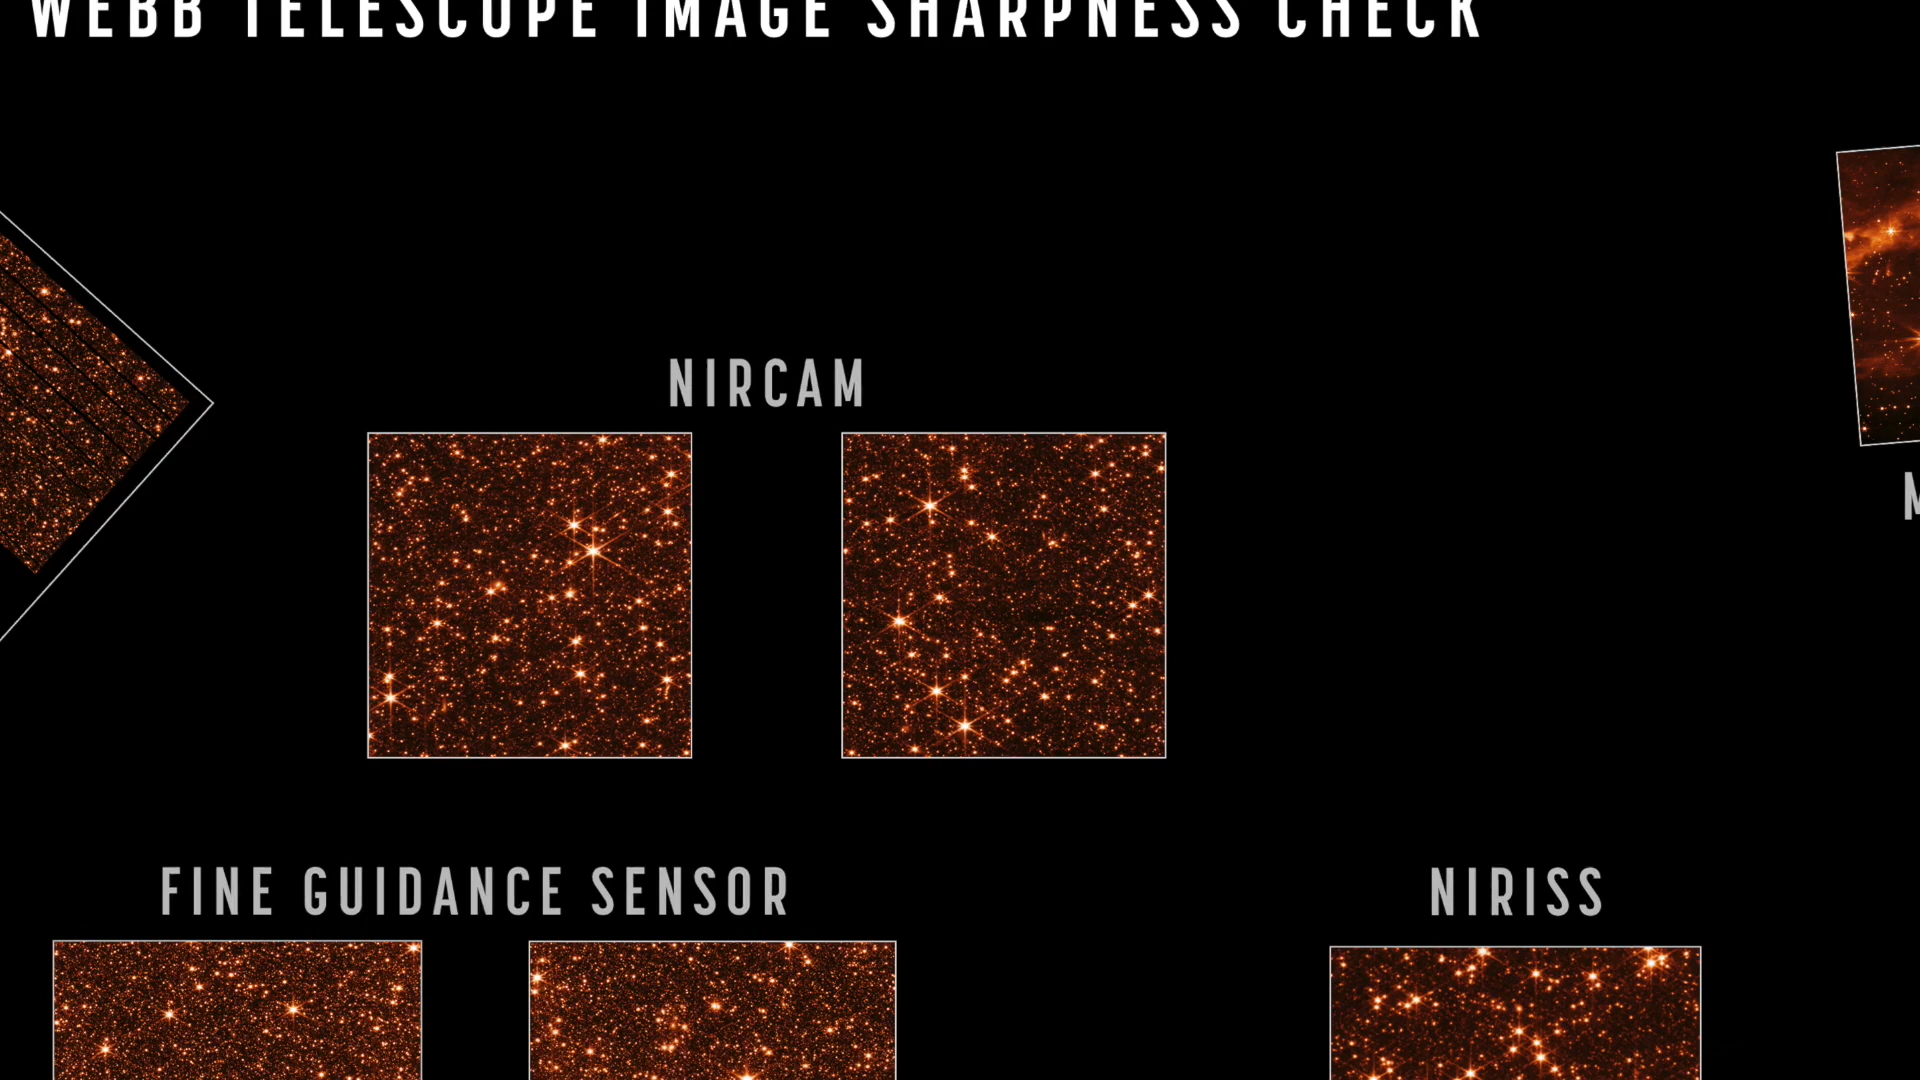 WEBB TELESCOPE IMAGE SHARPNESS CHECK
NIRCAM
FINE GUIDANCE SENSOR
NIRISS